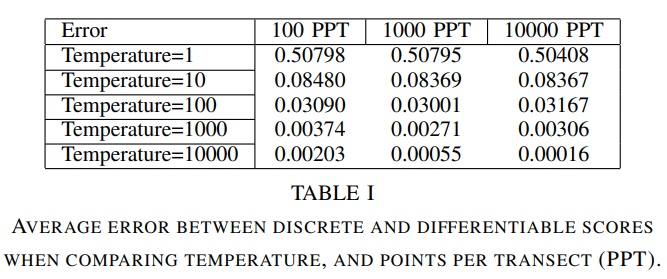 Error 100 PPT 1000 PPT 10000 PPT
Temperature=1 0.50798 0.50795 0.50408
Temperature=10 0.08480 0.08369 0.08367
Temperature=100 0.03090 0.03001 0.03167
Temperature=1000 0.00374 0.00271 0.00306
Temperature=10000 0.00203 0.00055 0.00016
TABLE I
AVERAGE ERROR BETWEEN DISCRETE AND DIFFERENTIABLE SCORES
WHEN COMPARING TEMPERATURE, AND POINTS PER TRANSECT (PPT).